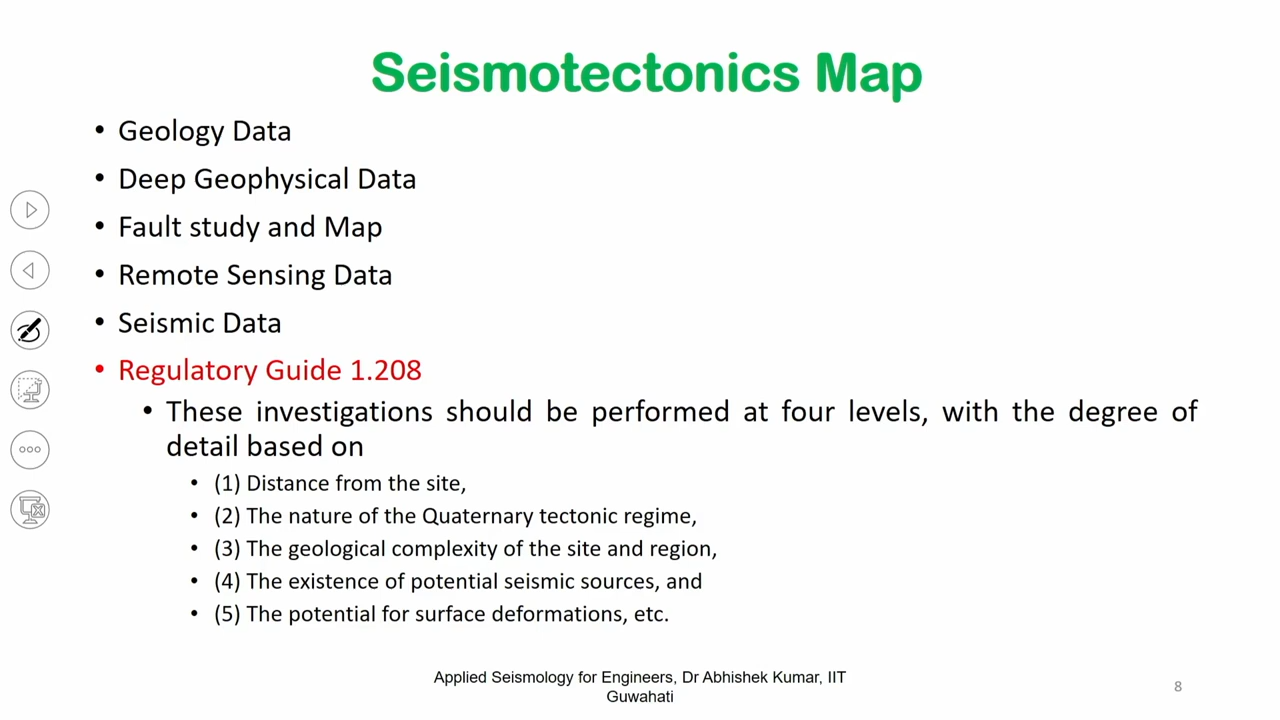 Seismotectonics Map
• Geology Data
• Deep Geophysical Data
• Fault study and Map
• Remote Sensing Data
• Seismic Data
• Regulatory Guide 1.208
• These investigations should be performed at four levels, with the degree of
detail based on
• (1) Distance from the site,
• (2) The nature of the Quaternary tectonic regime,
• (3) The geological complexity of the site and region,
• (4) The existence of potential seismic sources, and
• (5) The potential for surface deformations, etc.
Applied Seismology for Engineers, Dr Abhishek Kumar, IIT
Guwahati
8